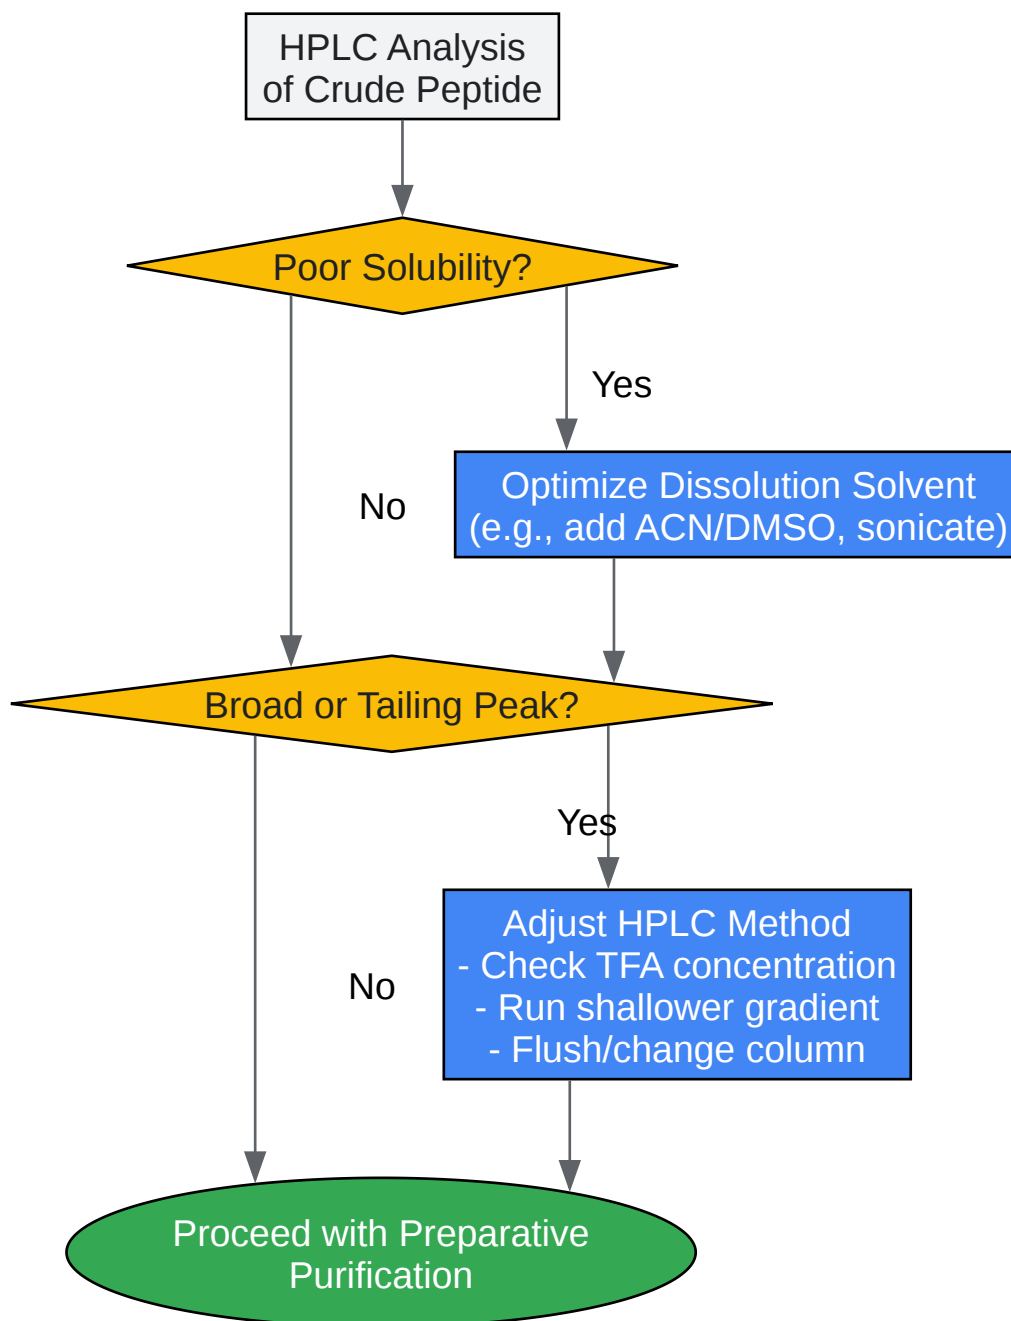 HPLC Analysis
of Crude Peptide
Poor Solubility?
Yes
Optimize Dissolution Solvent
(e.g., add ACN/DMSO, sonicate)
No
Broad or Tailing Peak?
Yes
Adjust HPLC Method
- Check TFA concentration
- Run shallower gradient
- Flush/change column
No
Proceed with Preparative
Purification